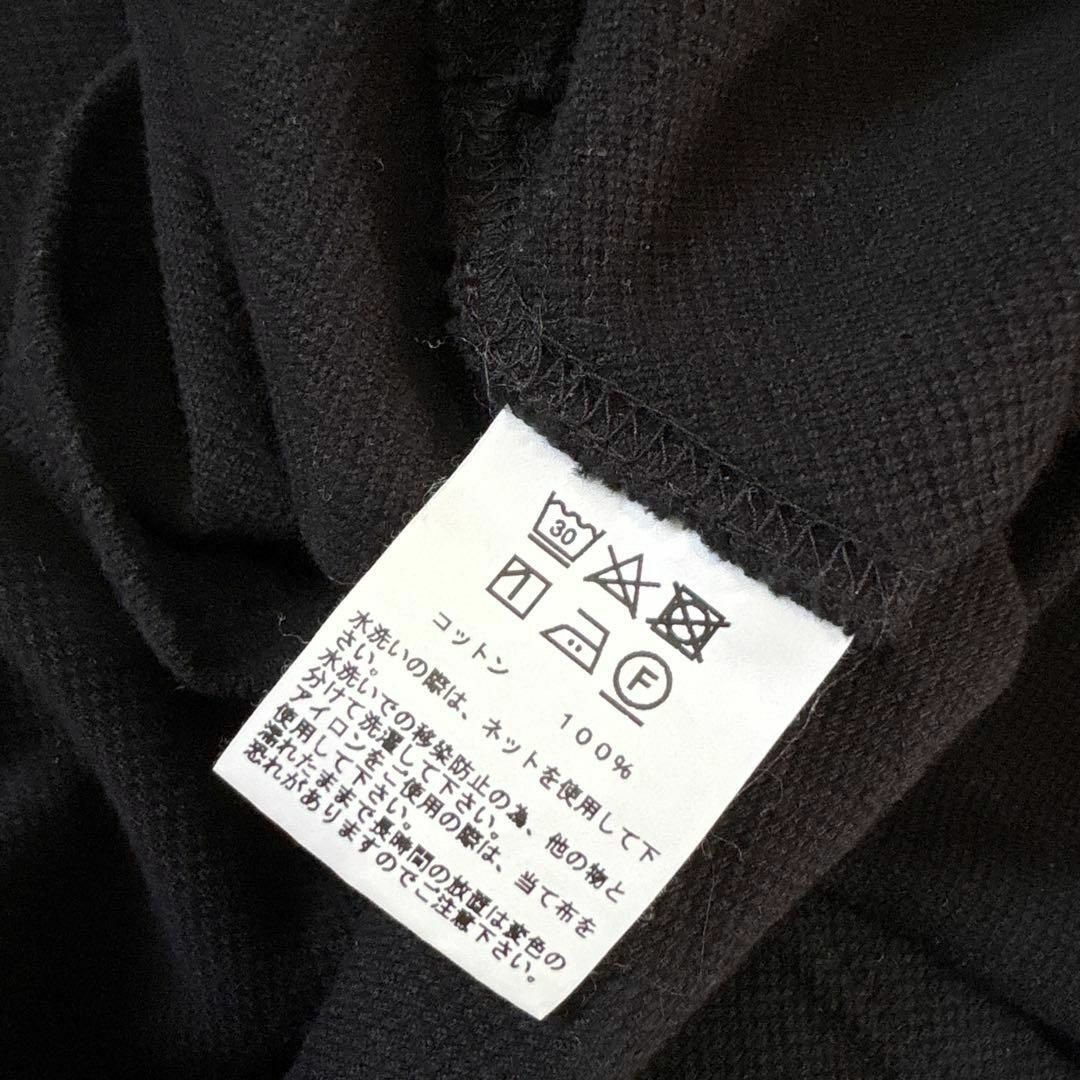 30
F
コットン 100%
水洗いの際は、ネットを使用して下
さい。
水洗いでの移染防止の為、他の物と
分けて洗濯して下さい。
アイロンをご使用の際は、当て布を
使用して下さい。
濡れたままで長時間の放置は変色の
恐れがありますのでご注意下さい。